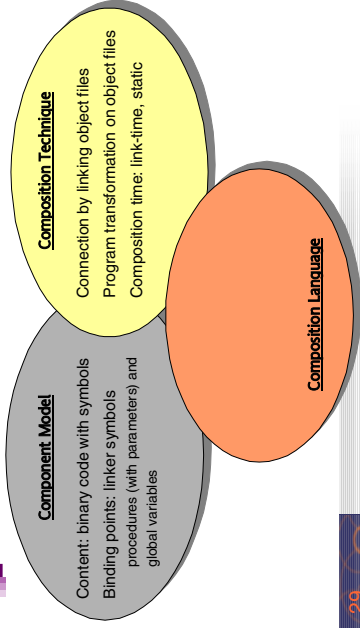 Component Model
Content: binary code with symbols
Binding points: linker symbols
procedures (with parameters) and
global variables
Composition Technique
Connection by linking object files
Program transformation on object files
Composition time: link-time, static
Composition Language
29